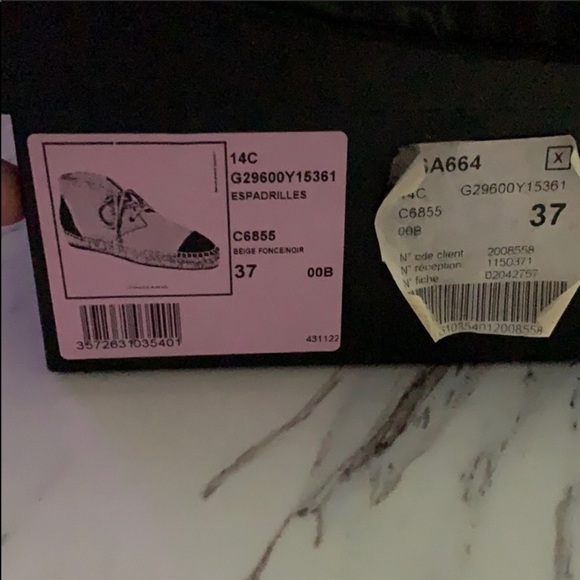 14C
G29600Y15361
ESPADRILLES
C6855
BEIGE FONCE/NOIR
37 00B
3572631035401
431122
A664 X
14C G29600Y15361
C6855
00B 37
N° cde client 2008558
N° réception 1150371
N° fiche 02042757
310354012008558